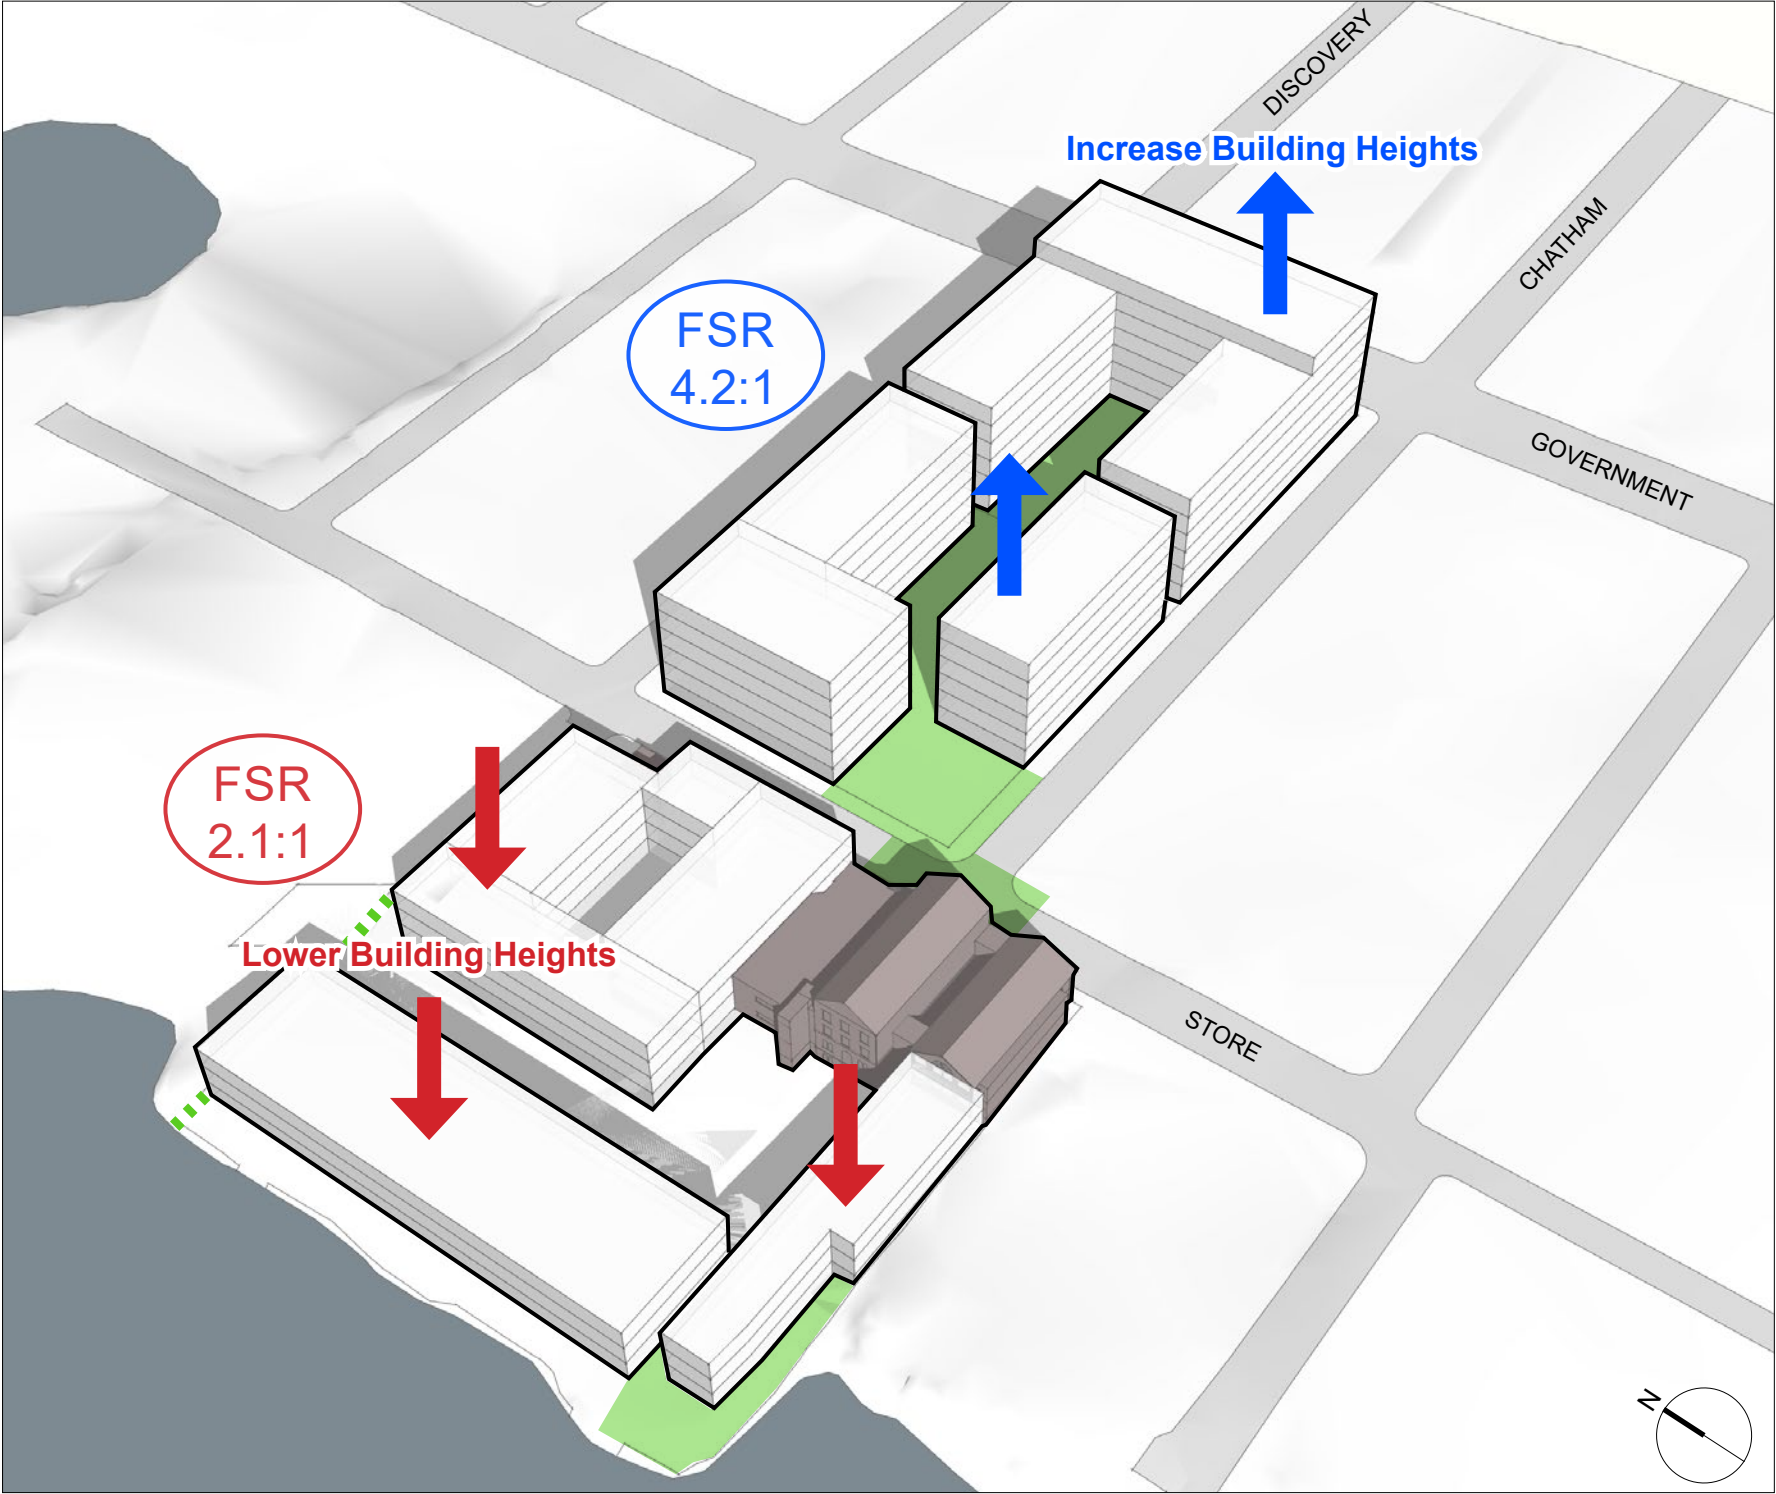 DISCOVERY
Increase Building Heights
CHATHAM
FSR
4.2:1
GOVERNMENT
FSR
2.1:1
Lower Building Heights
STORE
N